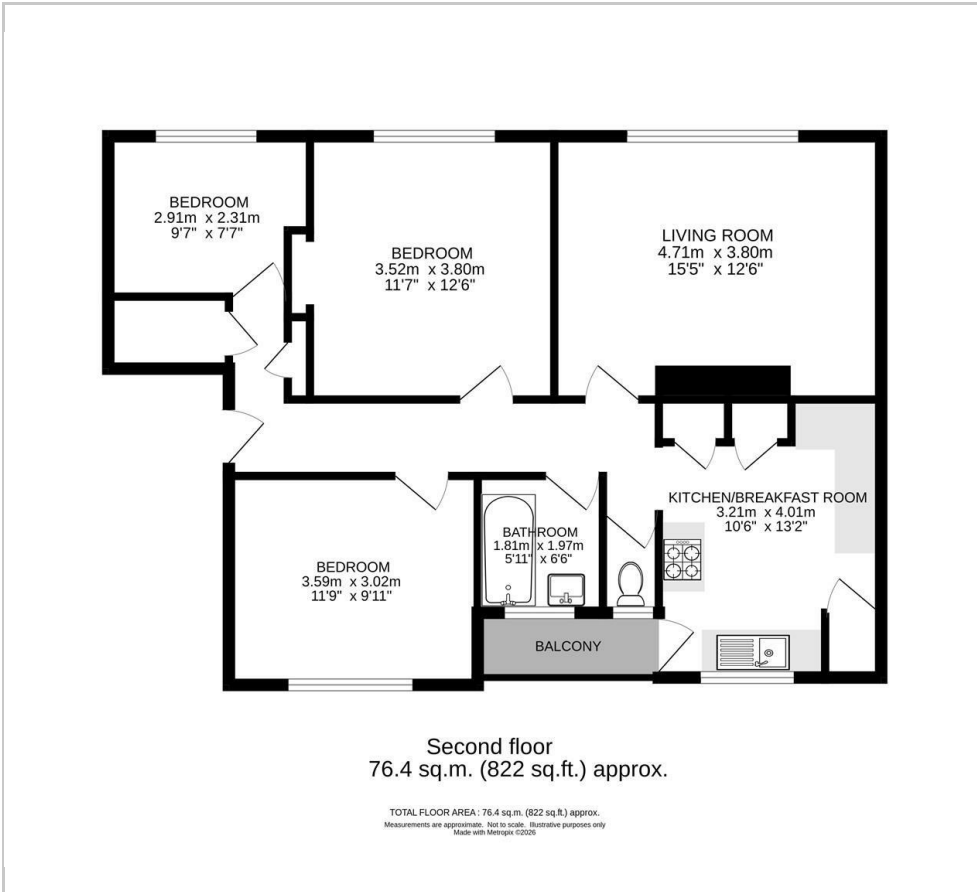 BEDROOM
2.91m x 2.31m
9'7" x 7'7"
BEDROOM
3.52m x 3.80m
11'7" x 12'6"
LIVING ROOM
4.71m x 3.80m
15'5" x 12'6"
KITCHEN/BREAKFAST ROOM
3.21m x 4.01m
10'6" x 13'2"
BATHROOM
1.81m x 1.97m
5'11" x 6'6"
BEDROOM
3.59m x 3.02m
11'9" x 9'11"
BALCONY
Second floor
76.4 sq.m. (822 sq.ft.) approx.
TOTAL FLOOR AREA : 76.4 sq.m. (822 sq.ft.) approx.
Measurements are approximate. Not to scale. Illustrative purposes only
Made with Metropix ©2026